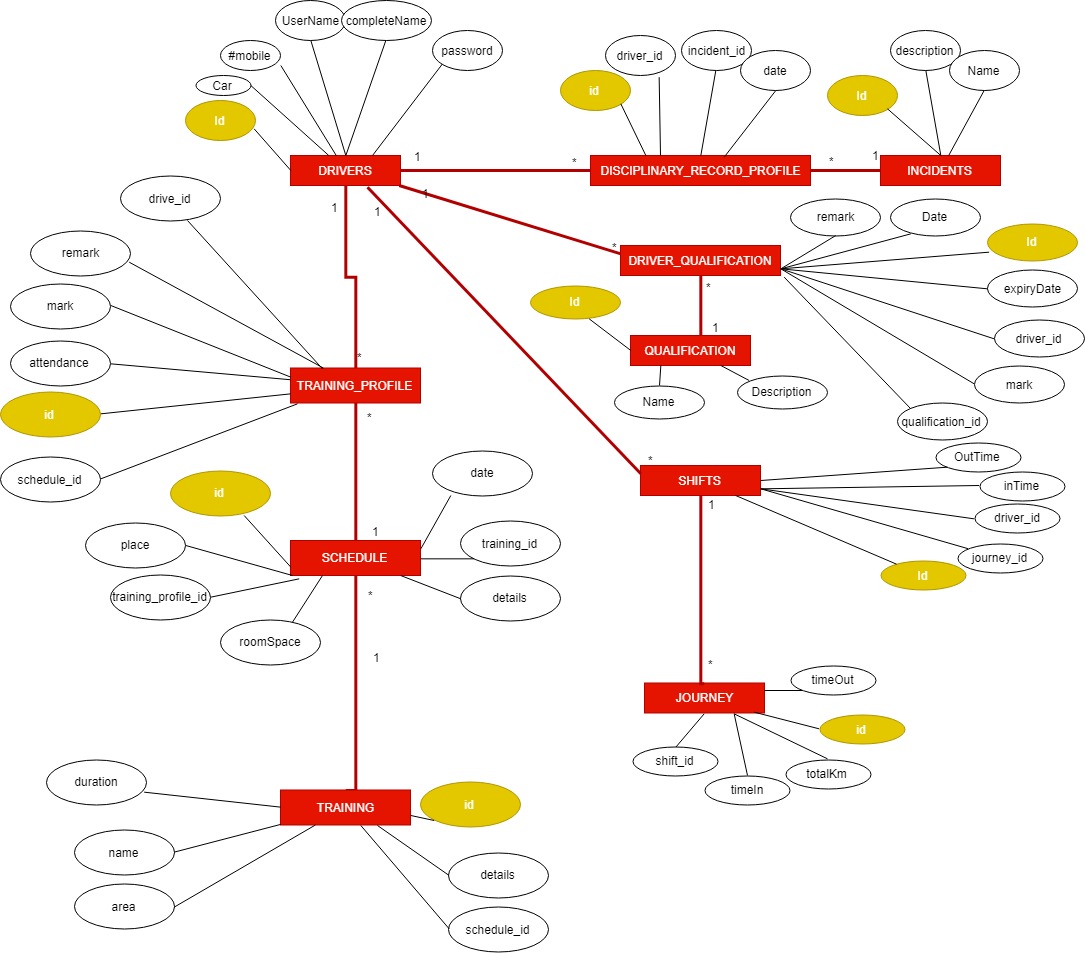 UserName
completeName
#mobile
password
Car
Id
DRIVERS
1
*
driver_id
incident_id
date
id
DISCIPLINARY_RECORD_PROFILE
*
1
description
Name
Id
INCIDENTS
1
1
1
*
drive_id
remark
mark
attendance
id
schedule_id
*
TRAINING_PROFILE
*
remark
Date
Id
expiryDate
driver_id
mark
qualification_id
DRIVER_QUALIFICATION
*
1
Id
QUALIFICATION
Name
Description
*
SHIFTS
1
OutTime
inTime
driver_id
journey_id
Id
date
id
place
training_profile_id
roomSpace
1
SCHEDULE
*
training_id
details
1
*
JOURNEY
timeOut
id
shift_id
timeIn
totalKm
duration
name
area
TRAINING
id
details
schedule_id